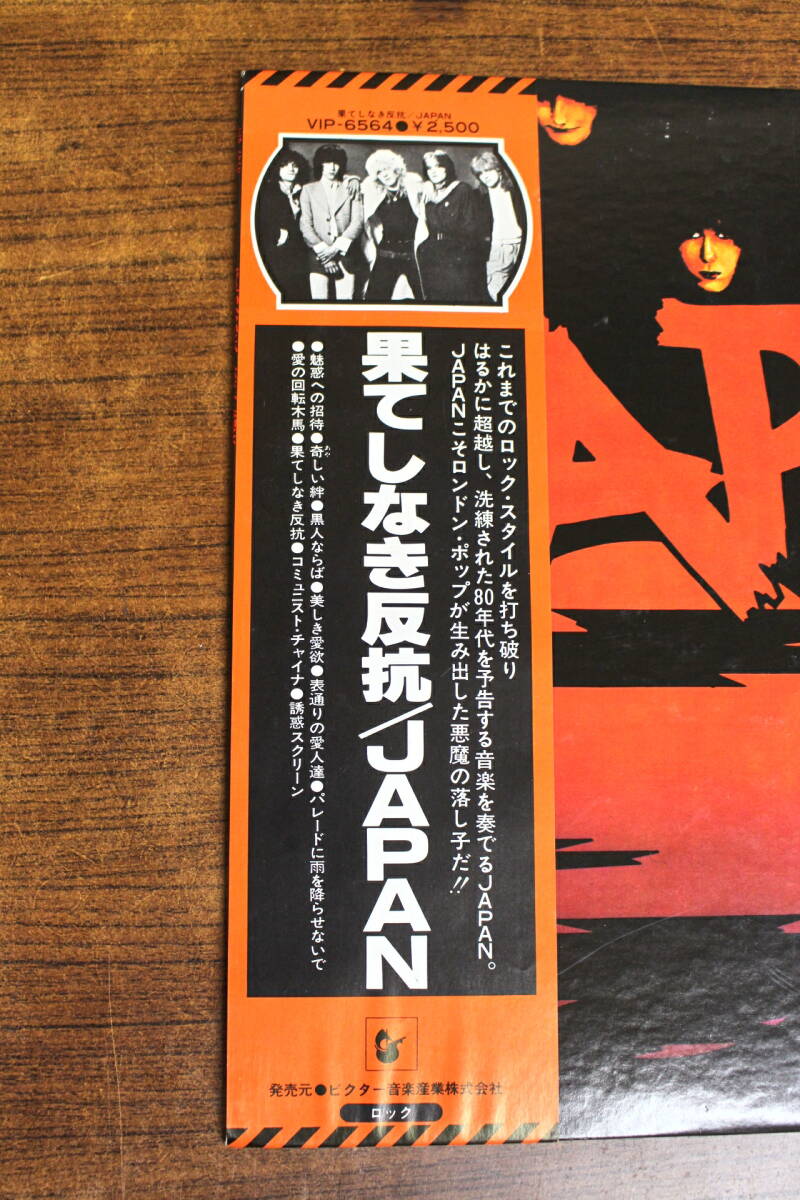 果てしなき反抗/JAPAN
VIP-6564●¥2,500
これまでのロック・スタイルを打ち破り
はるかに超越し、洗練された80年代を予告する音楽を奏でるJAPAN。
JAPANこそロンドン・ポップが生み出した悪魔の落し子だ!!
果てしなき反抗/JAPAN
●魅惑への招待●奇しい絆●黒人ならば●美しき愛欲●表通りの愛人達●パレードに雨を降らせないで
あや
●愛の回転木馬●果てしなき反抗●コミュニスト・チャイナ●誘惑スクリーン
発売元●ビクター音楽産業株式会社
ロック
AP